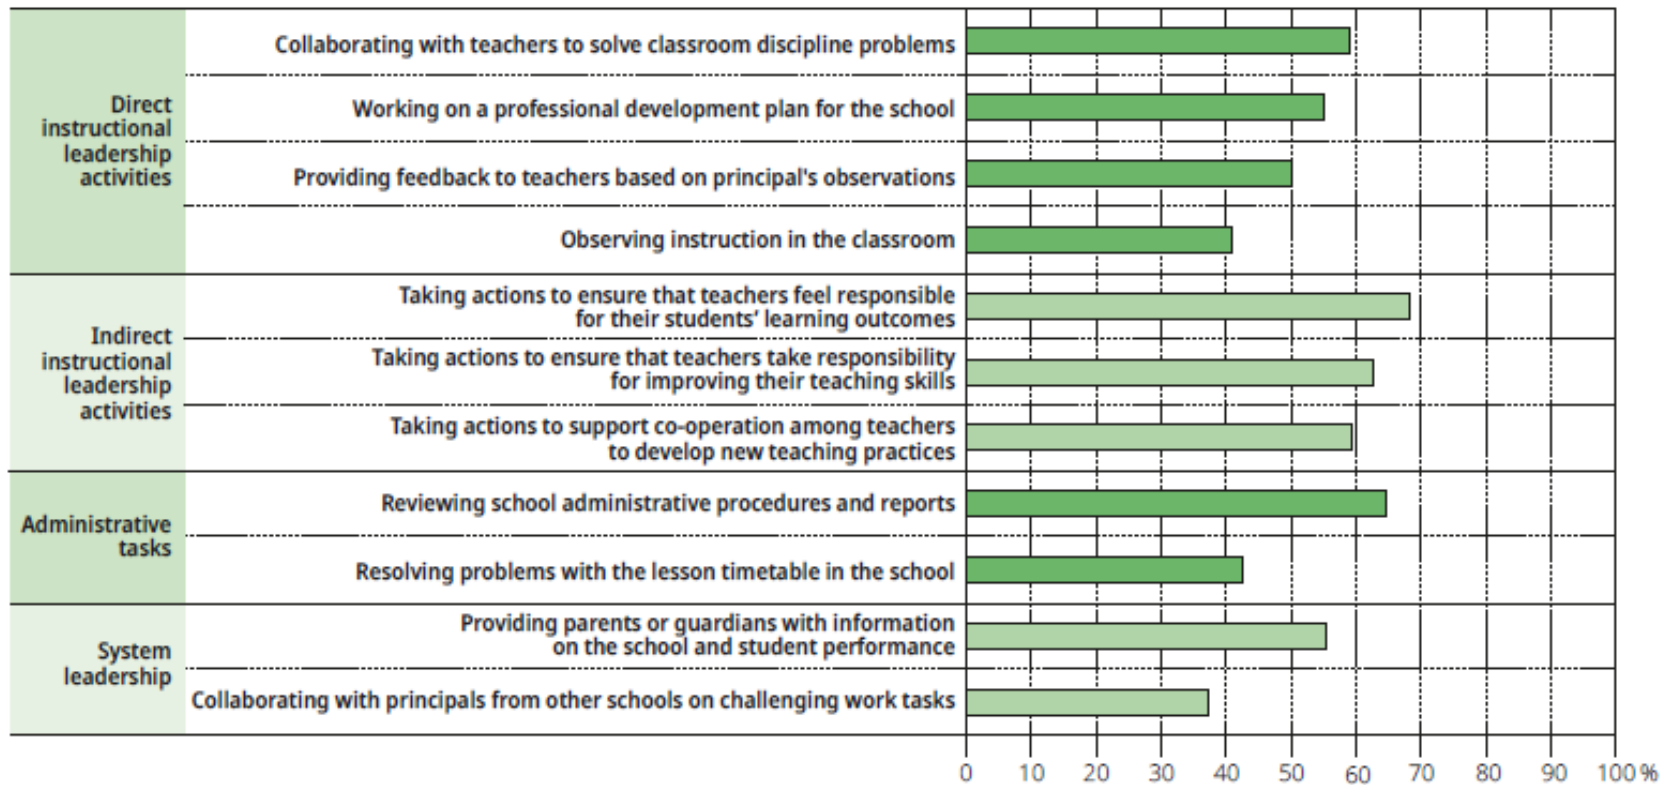 Direct
instructional
leadership
activities
Collaborating with teachers to solve classroom discipline problems
Working on a professional development plan for the school
Providing feedback to teachers based on principal's observations
Observing instruction in the classroom
Indirect
instructional
leadership
activities
Taking actions to ensure that teachers feel responsible
for their students’ learning outcomes
Taking actions to ensure that teachers take responsibility
for improving their teaching skills
Taking actions to support co-operation among teachers
to develop new teaching practices
Administrative
tasks
Reviewing school administrative procedures and reports
Resolving problems with the lesson timetable in the school
System
leadership
Providing parents or guardians with information
on the school and student performance
Collaborating with principals from other schools on challenging work tasks
0 10 20 30 40 50 60 70 80 90 100 %